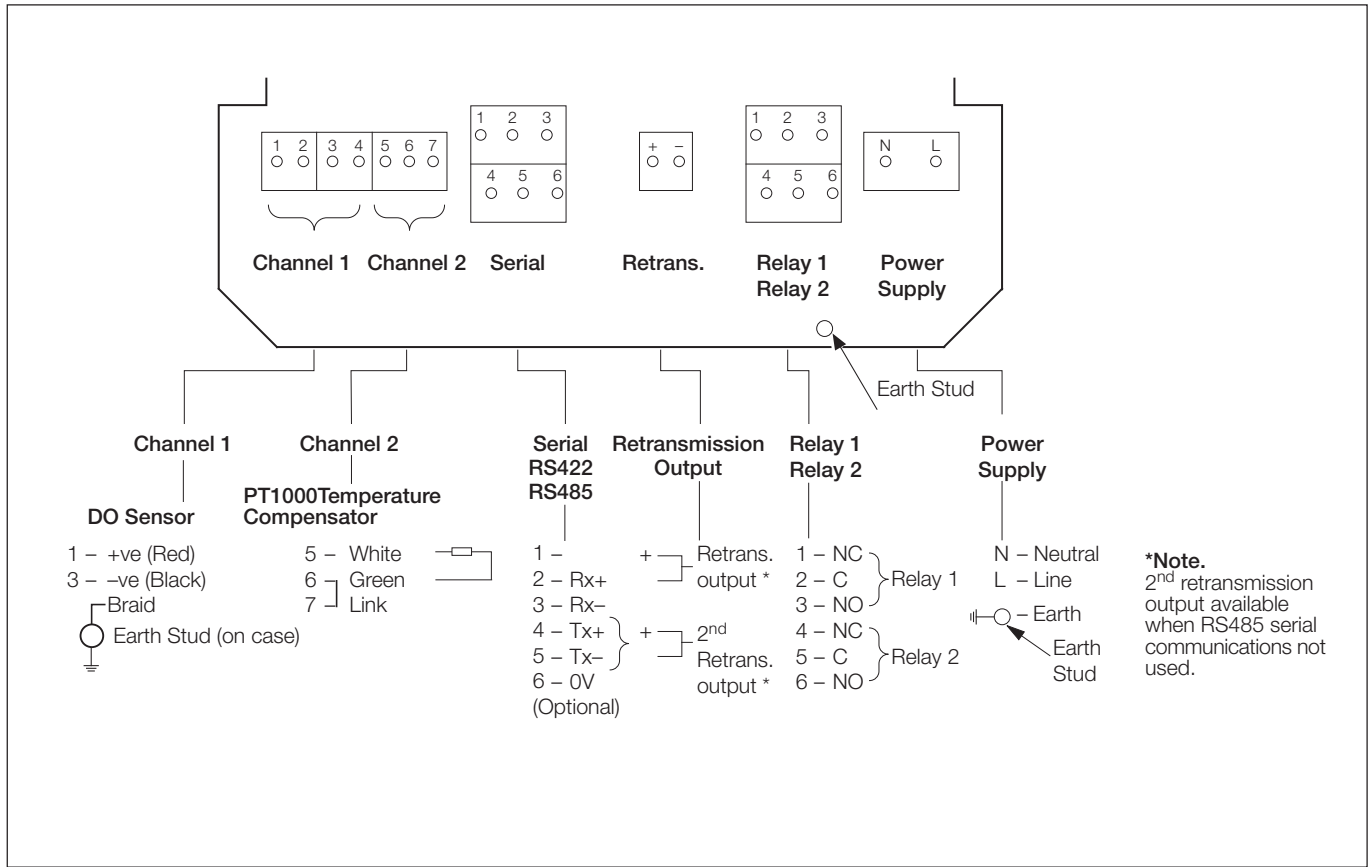 1 2 3 4 5 6 7
1 2 3
4 5 6
+ −
1 2 3
4 5 6
N L
Channel 1
Channel 2
Serial
Retrans.
Relay 1
Relay 2
Power
Supply
Earth Stud
Channel 1
DO Sensor
1 – +ve (Red)
3 – –ve (Black)
Braid
Earth Stud (on case)
Channel 2
PT1000Temperature
Compensator
5 – White
6 – Green
7 – Link
Serial
RS422
RS485
1 –
2 – Rx+
3 – Rx–
4 – Tx+
5 – Tx–
6 – 0V
(Optional)
Retransmission
Output
+ Retrans.
output *
+ 2nd
Retrans.
output *
Relay 1
Relay 2
1 – NC
2 – C
3 – NO
Relay 1
4 – NC
5 – C
6 – NO
Relay 2
Power
Supply
N – Neutral
L – Line
– Earth
Earth
Stud
*Note.
2nd retransmission
output available
when RS485 serial
communications not
used.